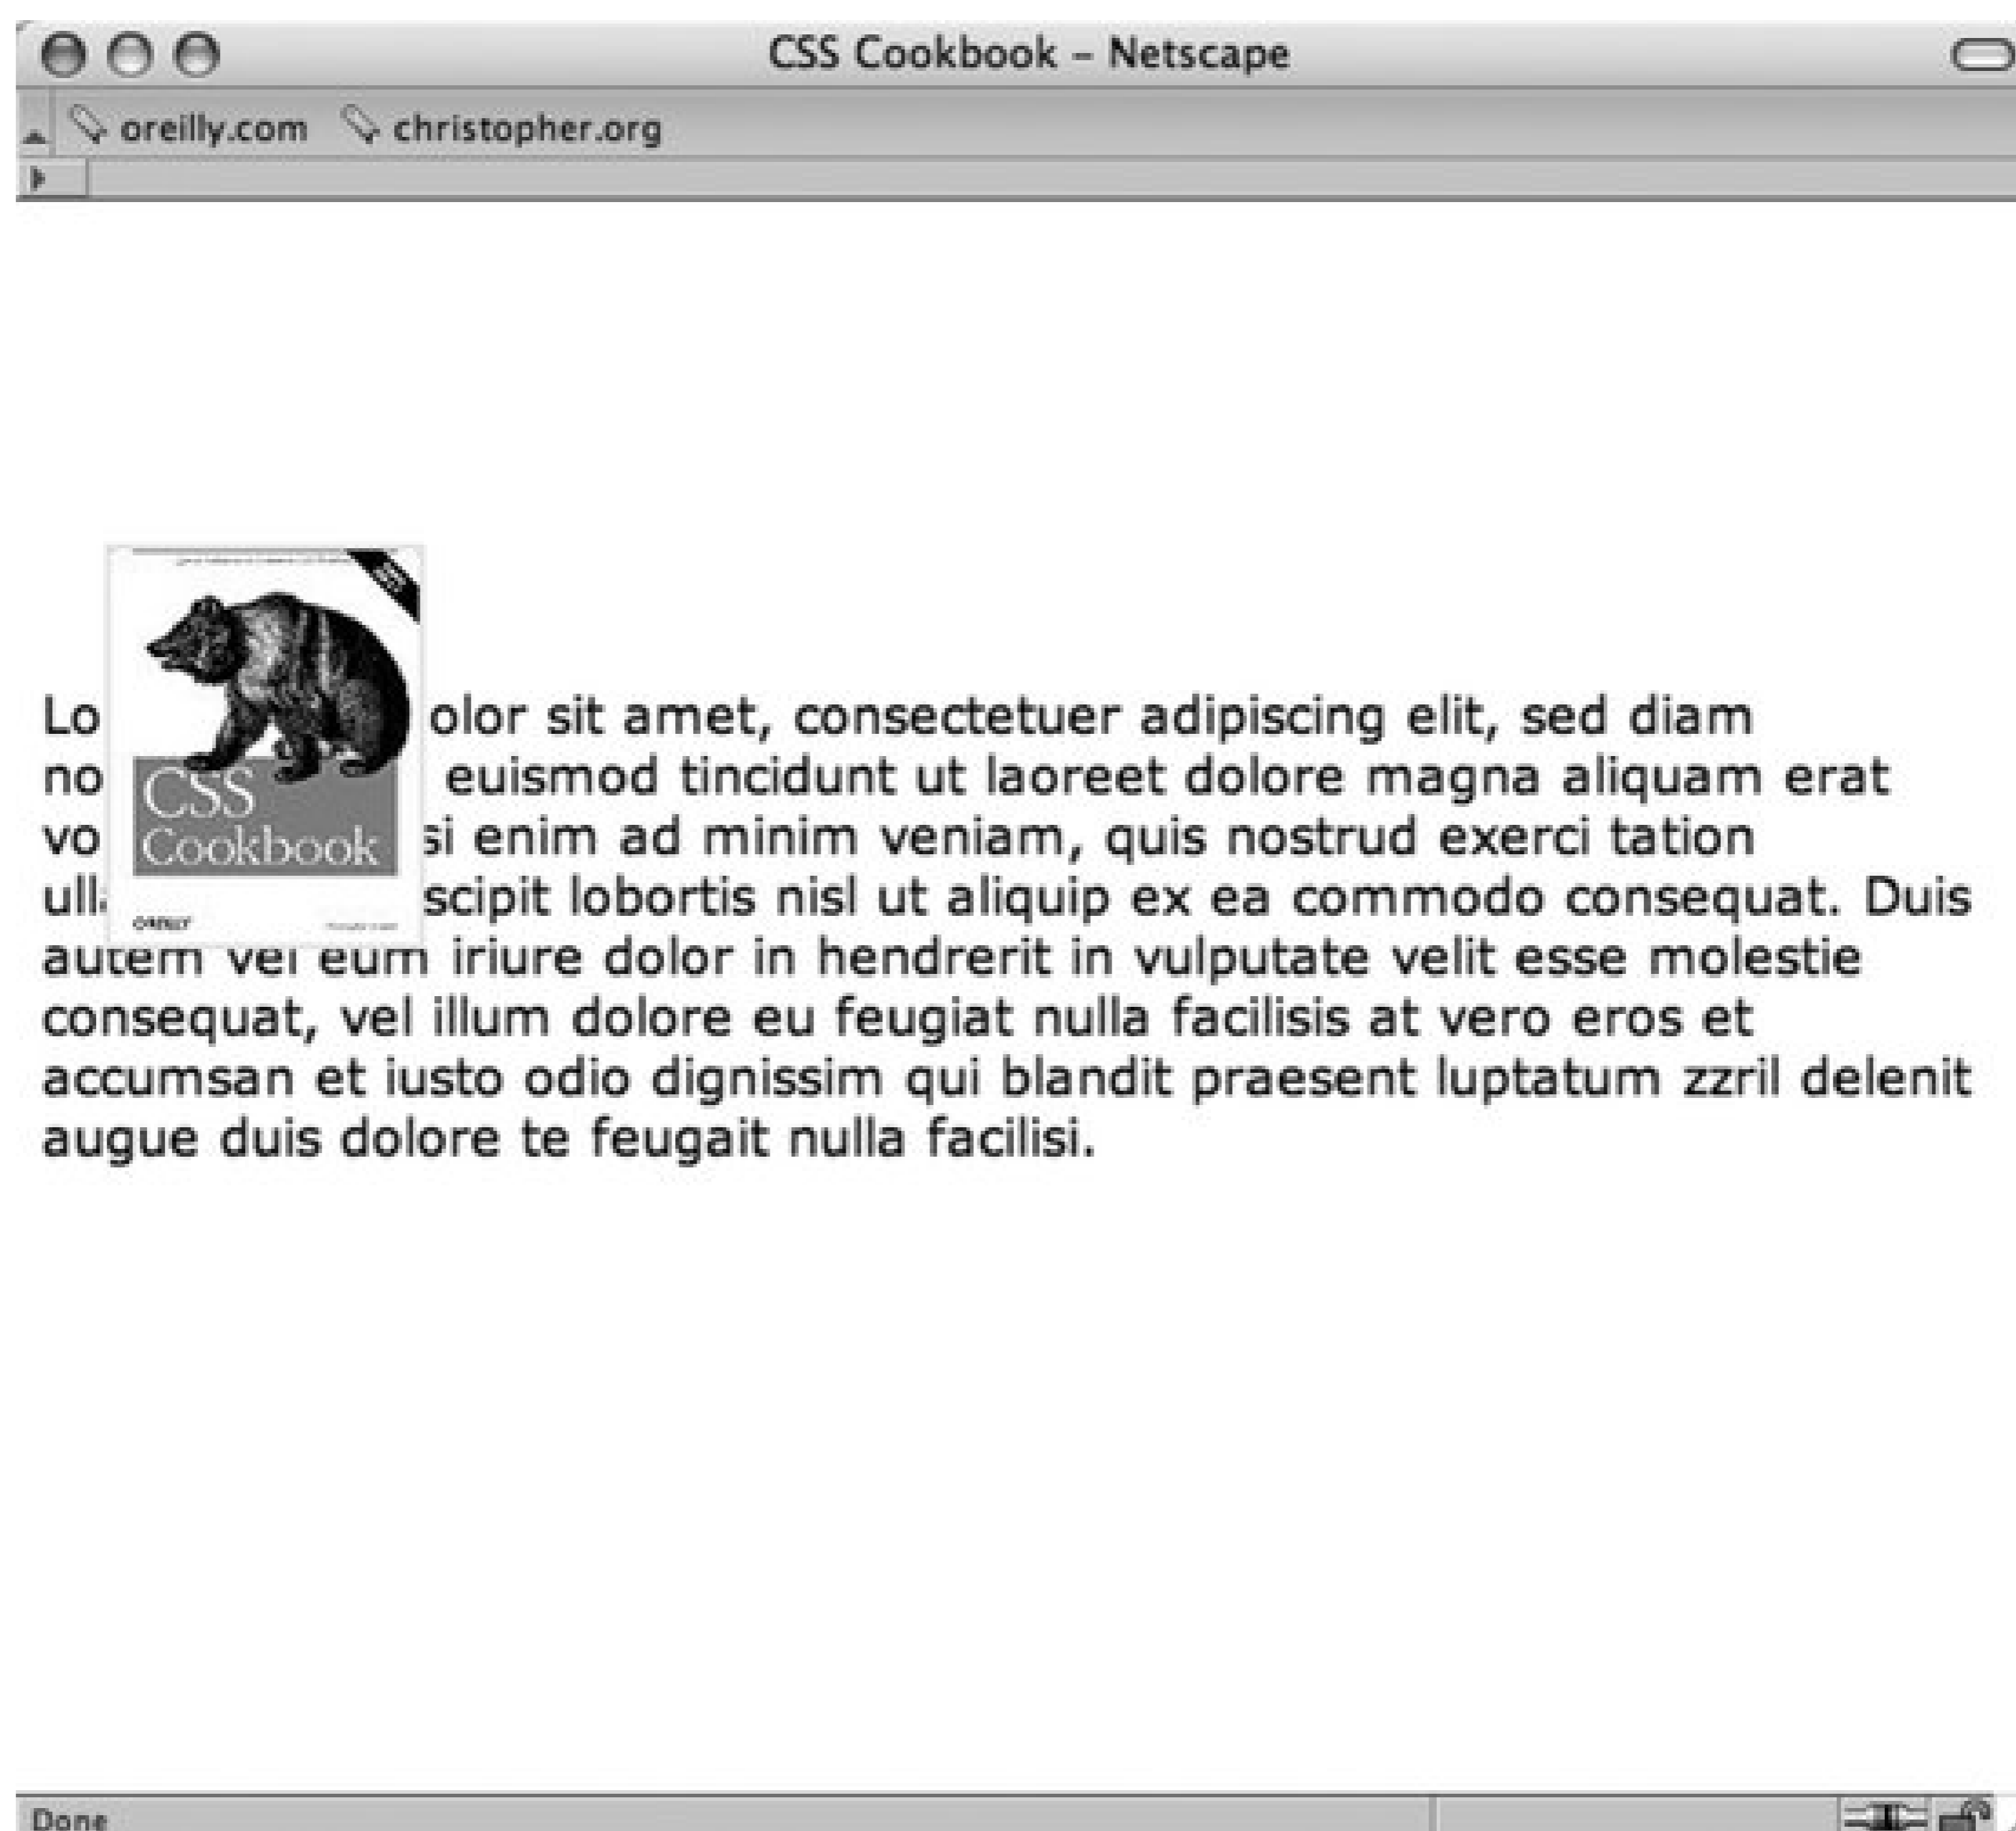 CSS Cookbook – Netscape
oreilly.com christopher.org
CSS
Cookbook
O'REILLY
Lo olor sit amet, consectetuer adipiscing elit, sed diam
no euismod tincidunt ut laoreet dolore magna aliquam erat
vo si enim ad minim veniam, quis nostrud exerci tation
ulla scipit lobortis nisl ut aliquip ex ea commodo consequat. Duis
autem vel eum iriure dolor in hendrerit in vulputate velit esse molestie
consequat, vel illum dolore eu feugiat nulla facilisis at vero eros et
accumsan et iusto odio dignissim qui blandit praesent luptatum zzril delenit
augue duis dolore te feugait nulla facilisi.
Done